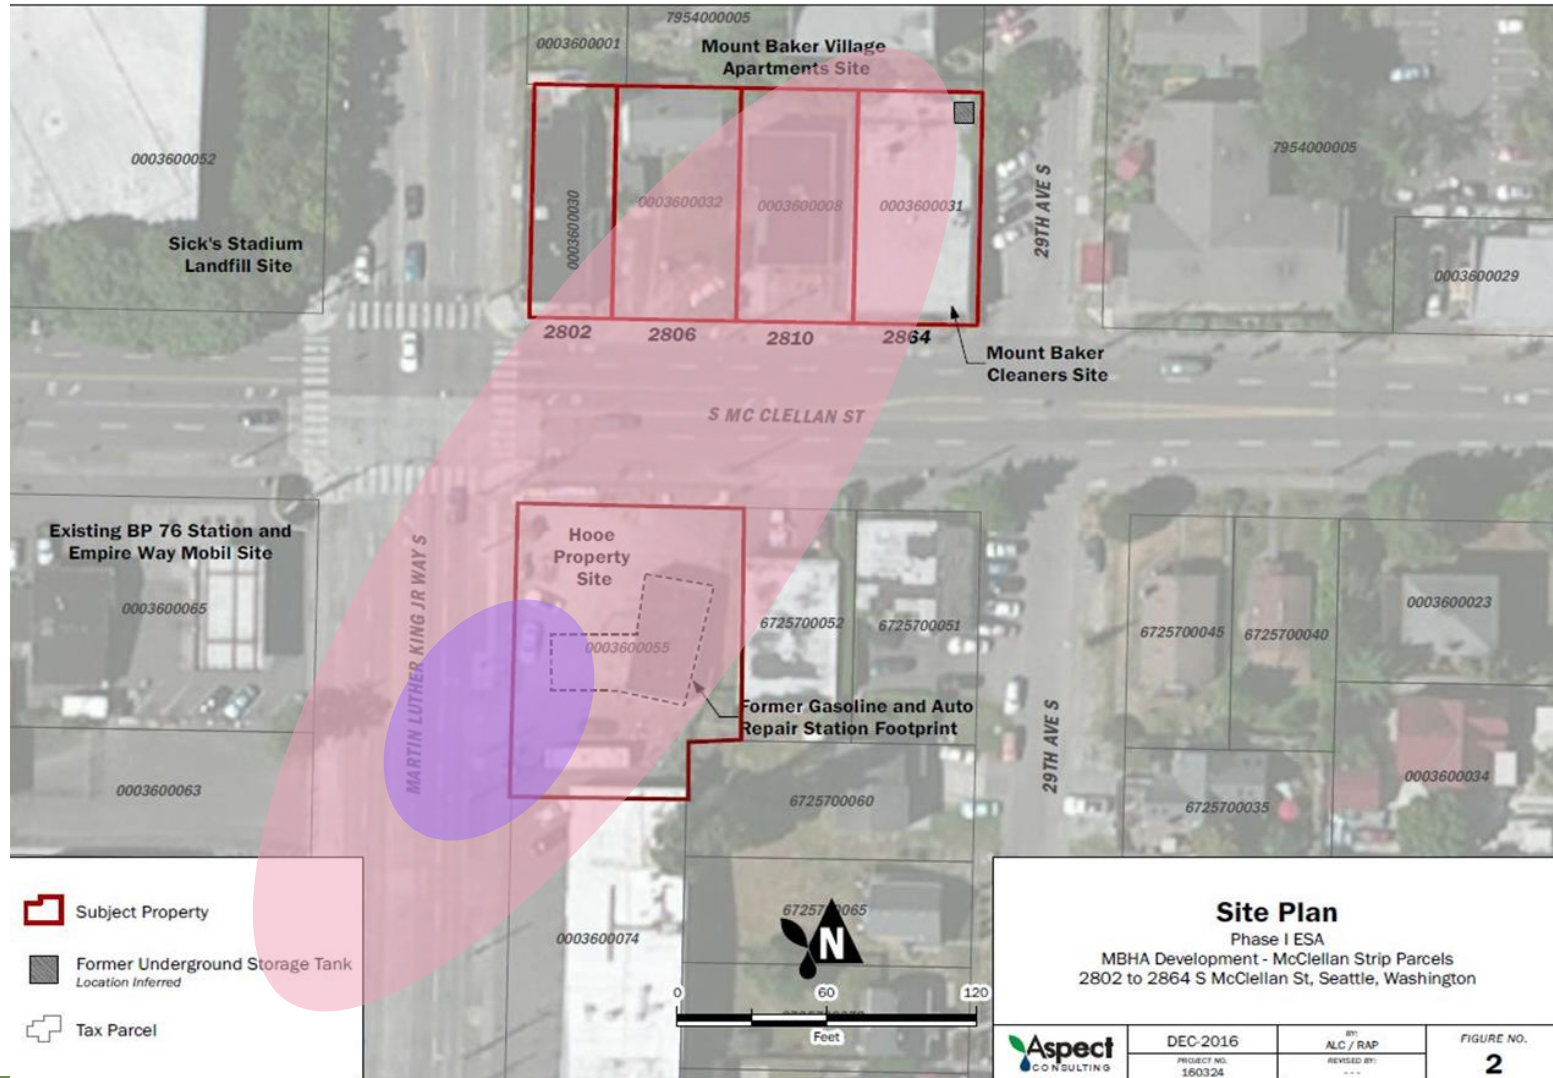 7954000005
0003600001
Mount Baker Village
Apartments Site
0003600052
7954000005
0003600030
0003600032
0003600008
0003600031
29TH AVE S
Sick's Stadium
Landfill Site
0003600029
2802
2806
2810
2864
Mount Baker
Cleaners Site
S MC CLELLAN ST
Existing BP 76 Station and
Empire Way Mobil Site
Hooe
Property
Site
MARTIN LUTHER KING JR WAY S
0003600065
0003600055
6725700052
6725700051
6725700045
6725700040
0003600023
Former Gasoline and Auto
Repair Station Footprint
29TH AVE S
0003600063
6725700060
6725700035
0003600034
Subject Property
Former Underground Storage Tank
Location Inferred
Tax Parcel
0003600074
N
0
60
120
Feet
Site Plan
Phase I ESA
MBHA Development - McClellan Strip Parcels
2802 to 2864 S McClellan St, Seattle, Washington
Aspect
CONSULTING
DEC-2016
PROJECT NO.
160324
BY:
ALC / RAP
REVISED BY:
- - -
FIGURE NO.
2